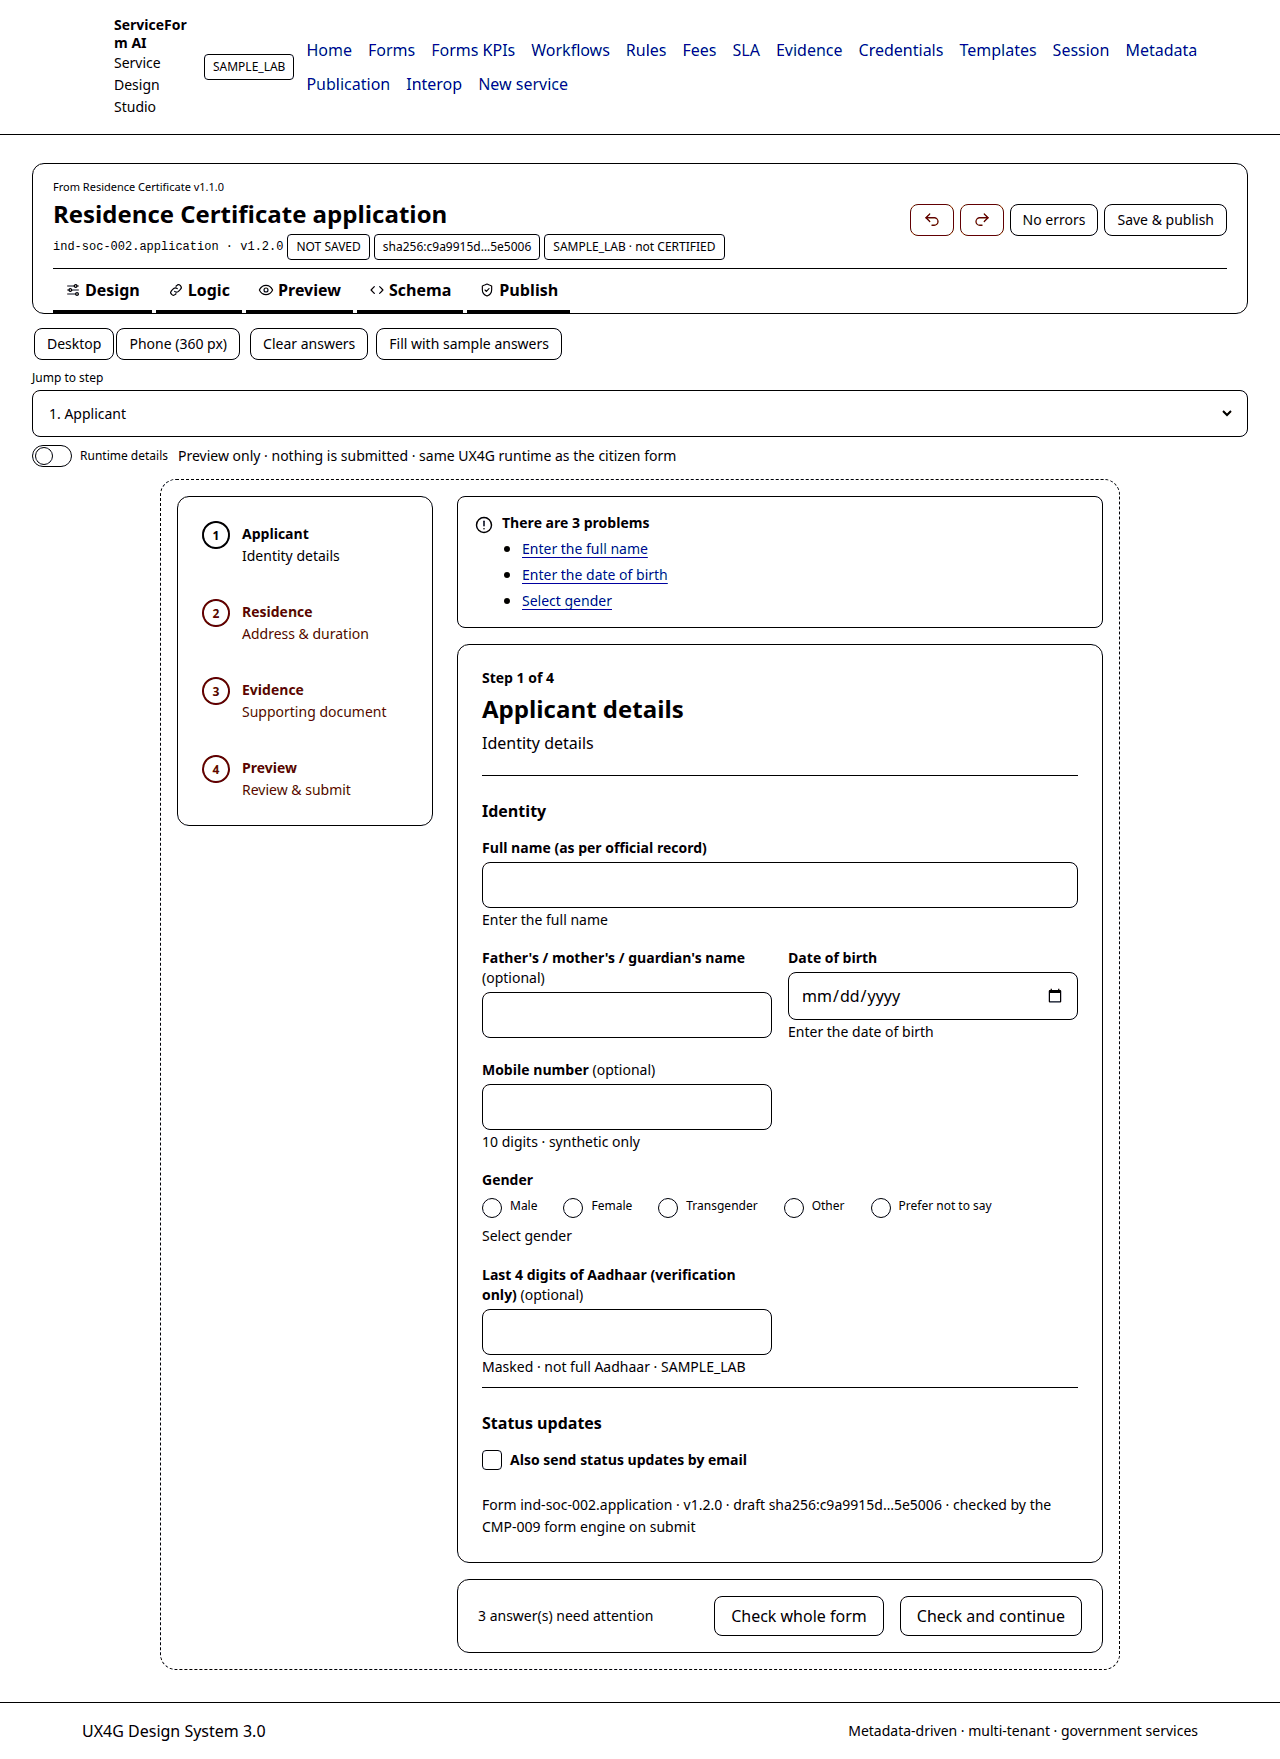 ServiceFor
m AI
Service
Design
Studio
SAMPLE_LAB
Home Forms Forms KPIs Workflows Rules Fees SLA Evidence Credentials Templates Session Metadata
Publication Interop New service
From Residence Certificate v1.1.0
Residence Certificate application
ind-soc-002.application · v1.2.0 NOT SAVED sha256:c9a9915d…5e5006 SAMPLE_LAB · not CERTIFIED
No errors Save & publish
Design Logic Preview Schema Publish
Desktop Phone (360 px) Clear answers Fill with sample answers
Jump to step
1. Applicant
Runtime details Preview only · nothing is submitted · same UX4G runtime as the citizen form
1 Applicant
Identity details
2 Residence
Address & duration
3 Evidence
Supporting document
4 Preview
Review & submit
There are 3 problems
Enter the full name
Enter the date of birth
Select gender
Step 1 of 4
Applicant details
Identity details
Identity
Full name (as per official record)
Enter the full name
Father's / mother's / guardian's name
(optional)
Date of birth
mm/dd/yyyy
Enter the date of birth
Mobile number (optional)
10 digits · synthetic only
Gender
Male Female Transgender Other Prefer not to say
Select gender
Last 4 digits of Aadhaar (verification
only) (optional)
Masked · not full Aadhaar · SAMPLE_LAB
Status updates
Also send status updates by email
Form ind-soc-002.application · v1.2.0 · draft sha256:c9a9915d…5e5006 · checked by the
CMP-009 form engine on submit
3 answer(s) need attention Check whole form Check and continue
UX4G Design System 3.0 Metadata-driven · multi-tenant · government services